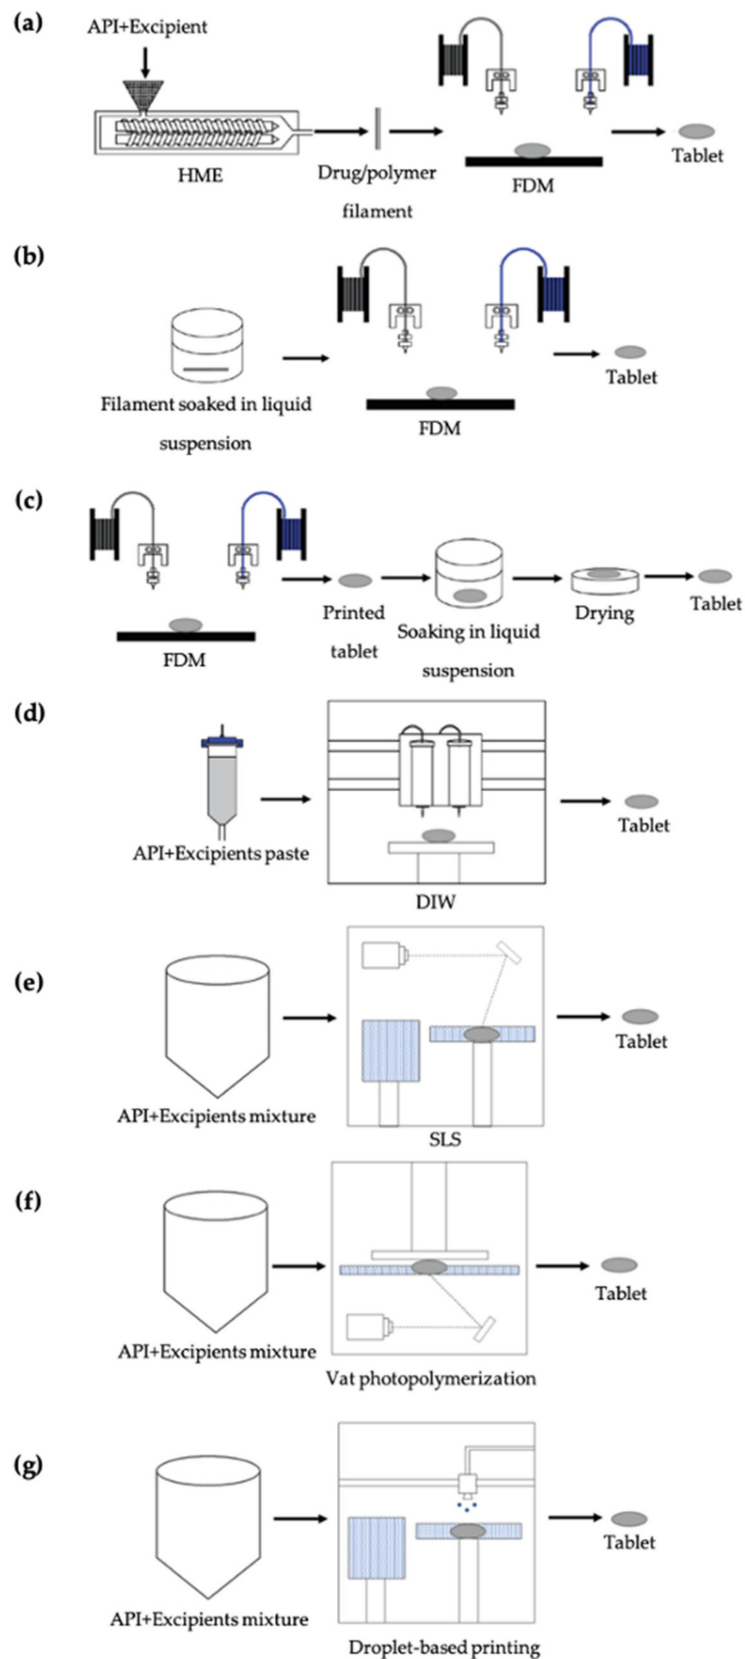 (a)
API+Excipient
HME
Drug/polymer
filament
FDM
Tablet
(b)
Filament soaked in liquid
suspension
FDM
Tablet
(c)
FDM
Printed
tablet
Soaking in liquid
suspension
Drying
Tablet
(d)
API+Excipients paste
DIW
Tablet
(e)
API+Excipients mixture
SLS
Tablet
(f)
API+Excipients mixture
Vat photopolymerization
Tablet
(g)
API+Excipients mixture
Droplet-based printing
Tablet